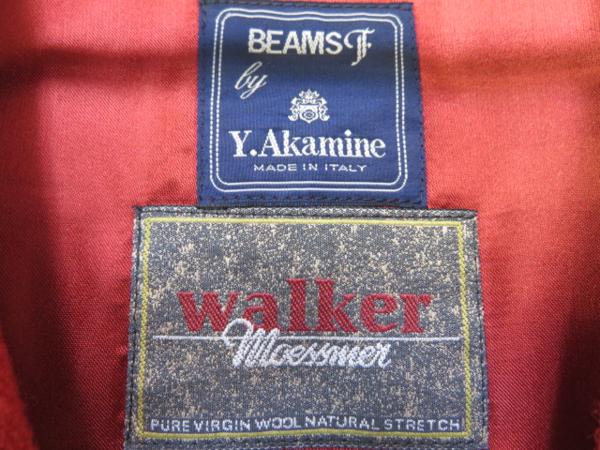 BEAMS F
by
Y.Akamine
MADE IN ITALY
walker
Moessmer
PURE VIRGIN WOOL NATURAL STRETCH